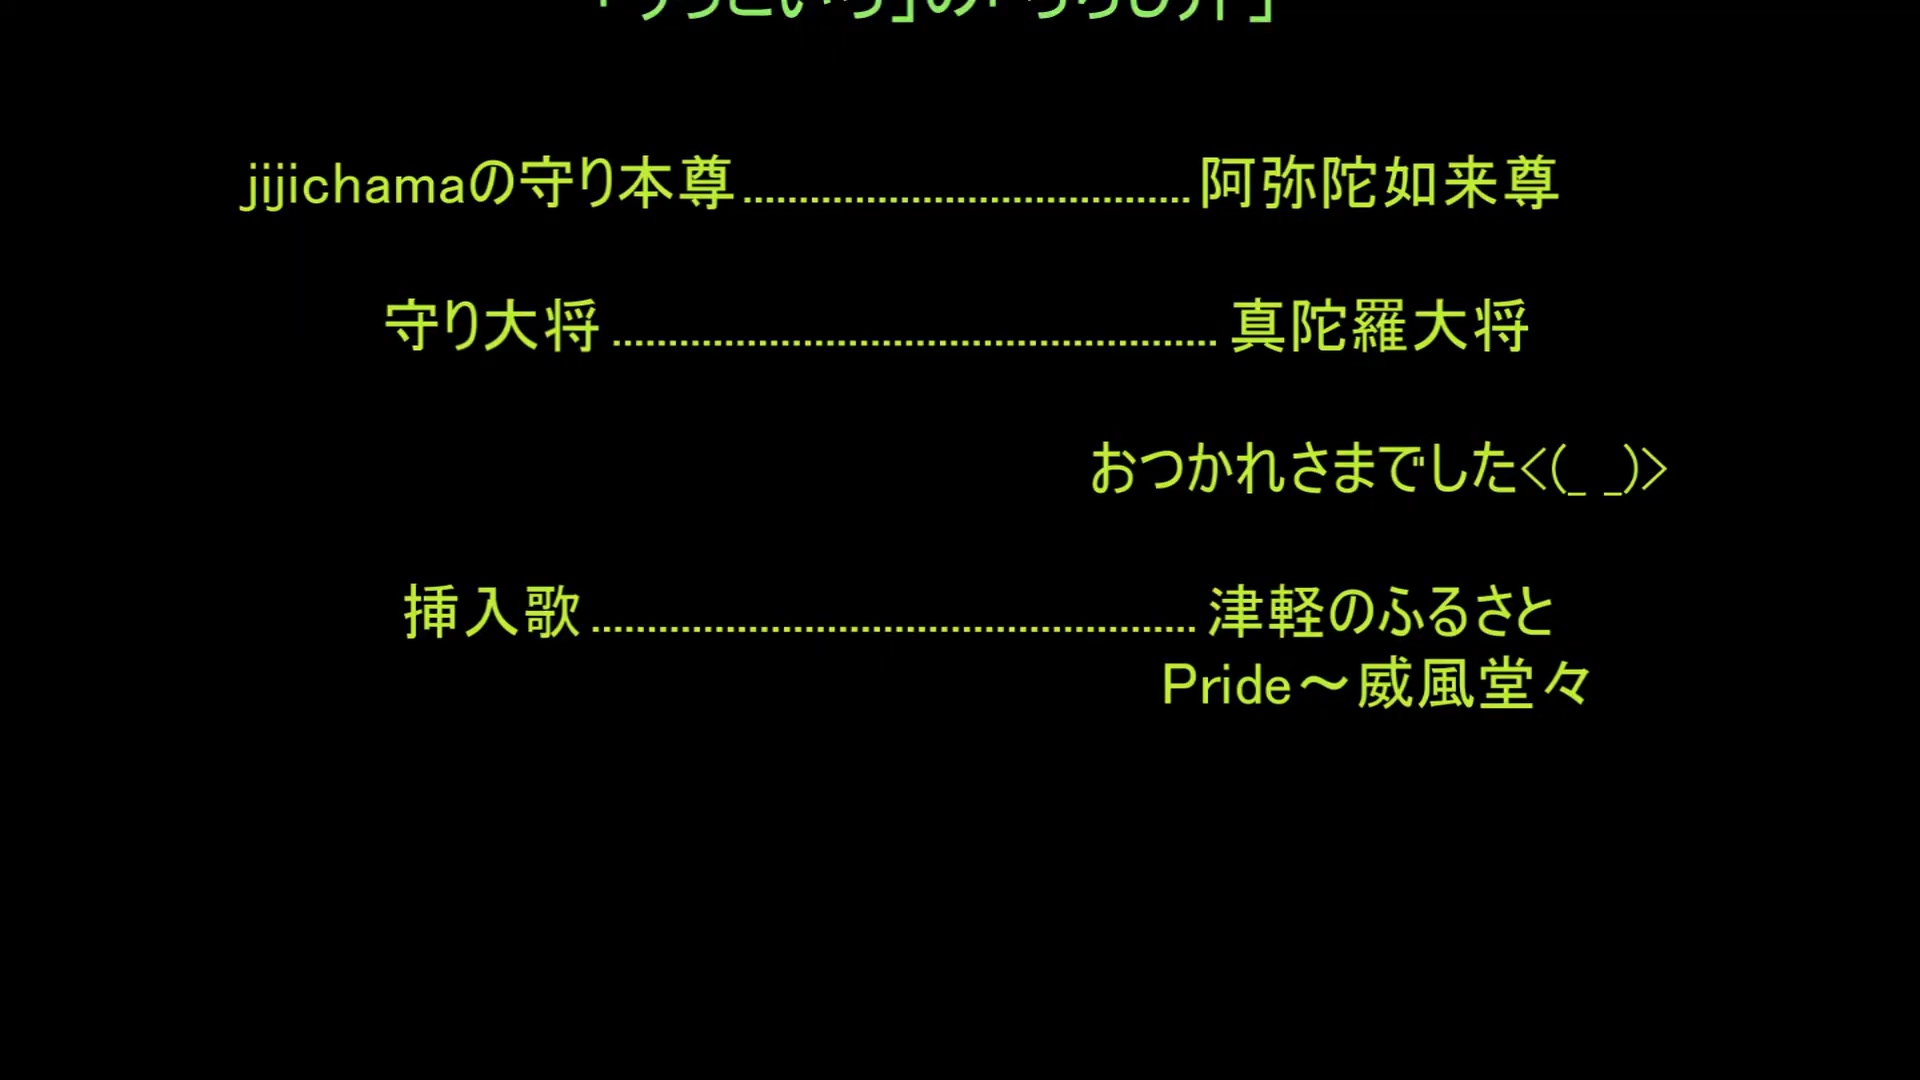 jijichamaの守り本尊........................................阿弥陀如来尊
守り大将......................................................真陀羅大将
おつかれさまでした<(_ _)>
挿入歌......................................................津軽のふるさと
Pride～威風堂々